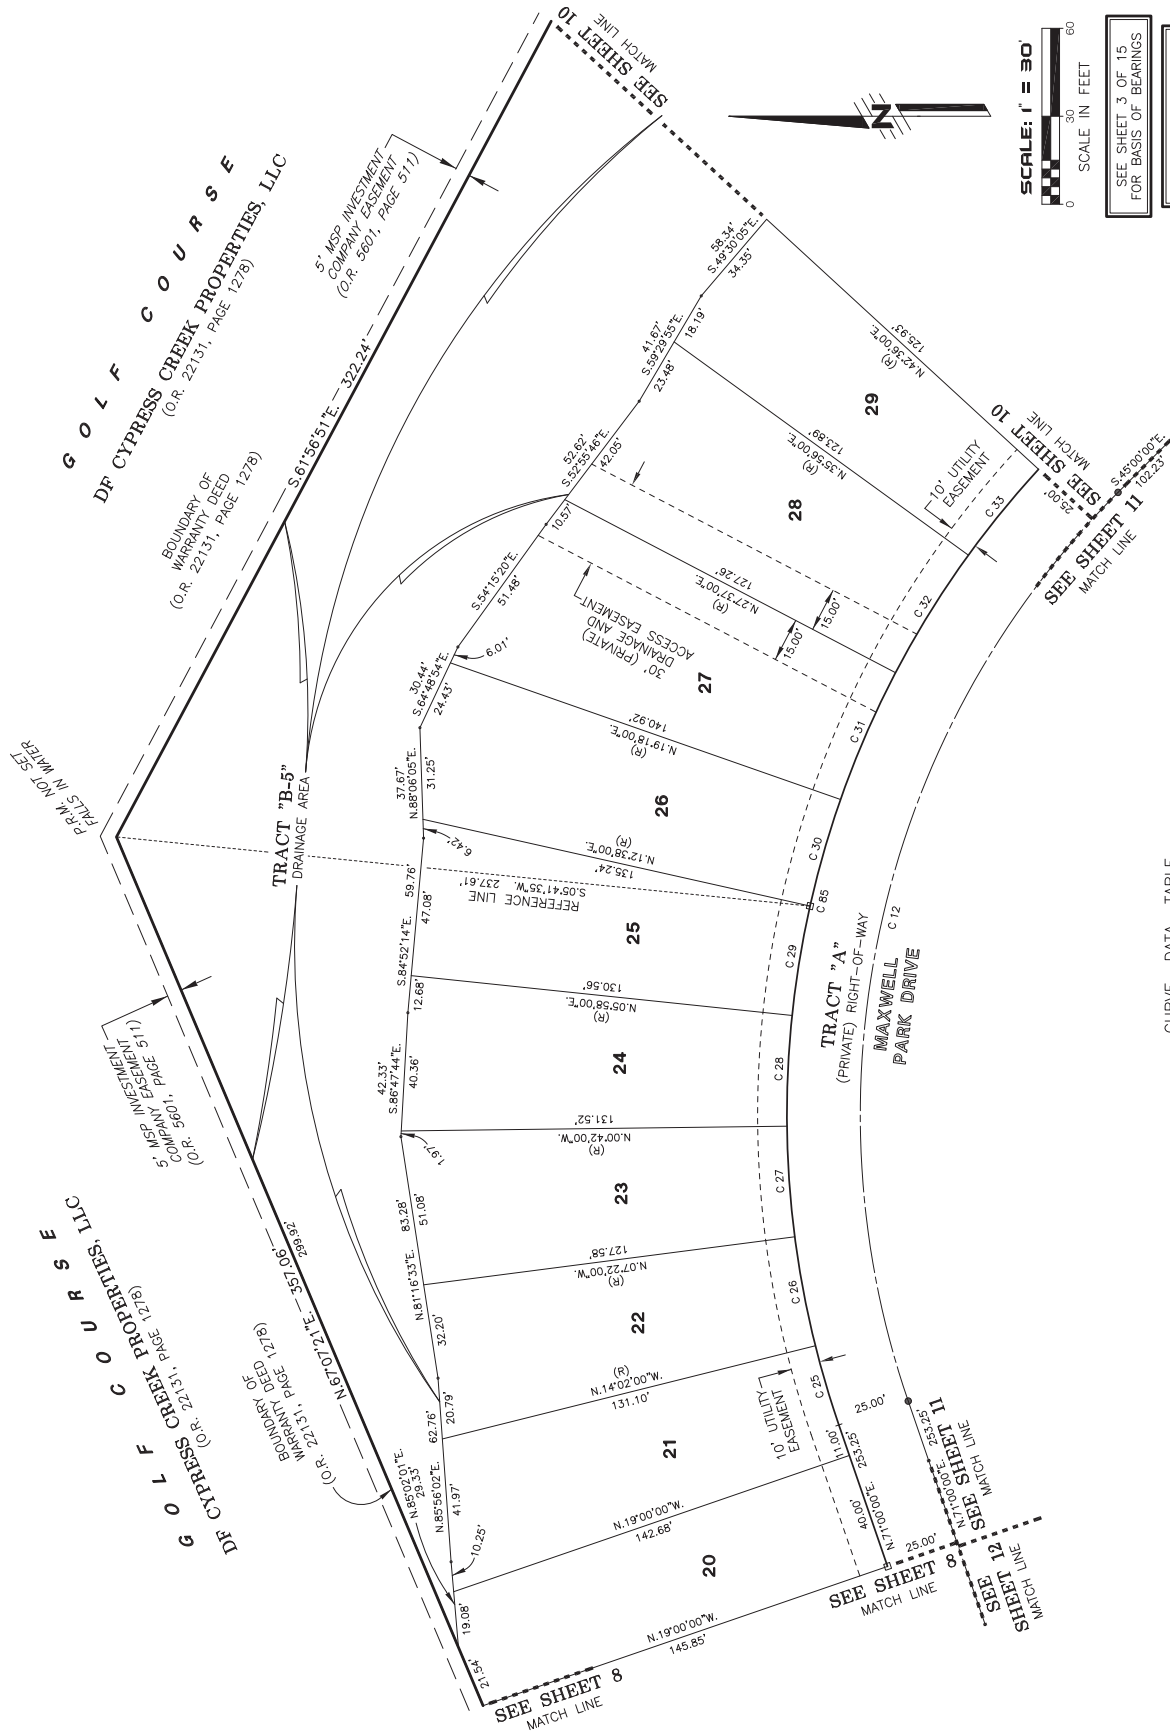 GOLF COURSE
DF CYPRESS CREEK PROPERTIES, LLC
(O.R. 22131, PAGE 1278)
BOUNDARY OF
WARRANTY DEED
(O.R. 22131, PAGE 1278)
S.61°56'51"E. 322.24'
5' MSP INVESTMENT
COMPANY EASEMENT
(O.R. 5601, PAGE 511)
SEE SHEET 10
MATCH LINE
P.R.M. NOT SET
FALLS IN WATER
SCALE: 1" = 30'
0 30 60
SCALE IN FEET
SEE SHEET 3 OF 15
FOR BASIS OF BEARINGS
N
GOLF COURSE
DF CYPRESS CREEK PROPERTIES, LLC
(O.R. 22131, PAGE 1278)
BOUNDARY OF
WARRANTY DEED
(O.R. 22131, PAGE 1278)
N.67°07'21"E. 357.06'
299.92'
5' MSP INVESTMENT
COMPANY EASEMENT
(O.R. 5601, PAGE 511)
TRACT "B-5"
DRAINAGE AREA
21.54'
19.08'
N.85°02'01"E.
29.33'
10.25'
N.85°56'02"E.
62.76'
41.97'
20.79'
32.20'
N.81°16'33"E.
83.28'
51.08'
1.97'
42.33'
S.86°47'44"E.
40.36'
12.68'
S.84°52'14"E.
59.76'
47.08'
6.42'
37.67'
N.88°06'05"E.
31.25'
30.44'
S.64°48'54"E.
24.43'
6.01'
S.54°15'20"E.
51.48'
10.57'
52.62'
S.52°55'46"E.
42.05'
23.48'
41.67'
S.59°29'55"E.
18.19'
58.34'
S.49°30'05"E.
34.35'
SEE SHEET 8
MATCH LINE
N.19°00'00"W.
145.85'
20
N.19°00'00"W.
142.68'
21
N.14°02'00"W.
(R)
131.10'
22
127.58'
N.07°22'00"W.
(R)
23
131.52'
N.00°42'00"W.
(R)
24
130.56'
N.05°58'00"E.
(R)
25
REFERENCE LINE
S.05°41'35"W. 237.61'
135.24'
N.12°38'00"E.
(R)
26
140.92'
N.19°18'00"E.
(R)
27
30' (PRIVATE)
DRAINAGE AND
ACCESS EASEMENT
127.26'
N.27°37'00"E.
(R)
15.00'
15.00'
28
123.89'
N.35°56'00"E.
(R)
29
125.93'
N.42°36'00"E.
(R)
10' UTILITY
EASEMENT
10' UTILITY
EASEMENT
SEE SHEET 8
MATCH LINE
25.00'
40.00'
N.71°00'00"E.
253.25'
11.00'
25.00'
C 25
C 26
C 27
C 28
C 29
C 85
C 30
C 31
C 32
C 33
TRACT "A"
(PRIVATE) RIGHT-OF-WAY
MAXWELL
PARK DRIVE
C 12
SEE SHEET 10
MATCH LINE
25.00'
S.45°00'00"E.
102.23'
SEE SHEET 11
MATCH LINE
N.71°00'00"E. 253.25'
SEE SHEET 11
MATCH LINE
SEE
SHEET 12
MATCH LINE
CURVE DATA TABLE